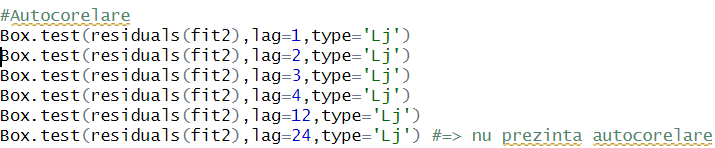 #Autocorelare
Box.test(residuals(fit2),lag=1,type='Lj')
Box.test(residuals(fit2),lag=2,type='Lj')
Box.test(residuals(fit2),lag=3,type='Lj')
Box.test(residuals(fit2),lag=4,type='Lj')
Box.test(residuals(fit2),lag=12,type='Lj')
Box.test(residuals(fit2),lag=24,type='Lj') #=> nu prezinta autocorelare